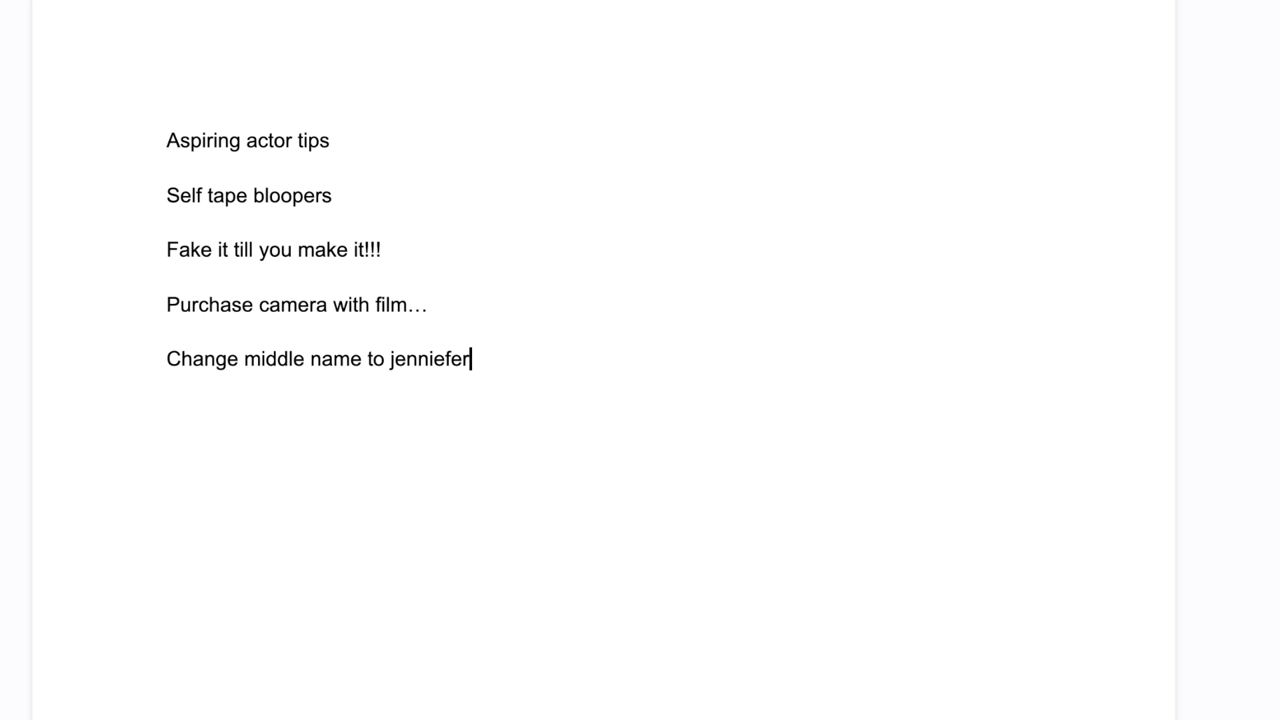 Aspiring actor tips
Self tape bloopers
Fake it till you make it!!!
Purchase camera with film…
Change middle name to jenniefer